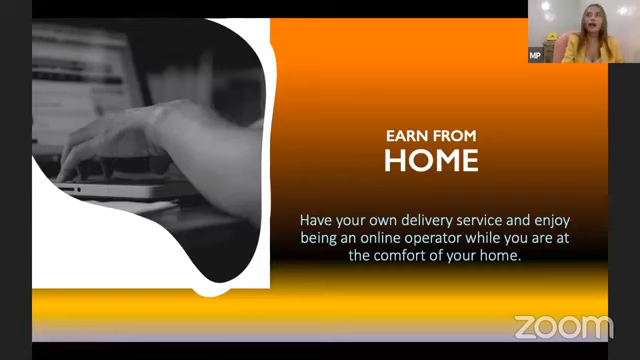 MP
EARN FROM
HOME
Have your own delivery service and enjoy
being an online operator while you are at
the comfort of your home.
zoom